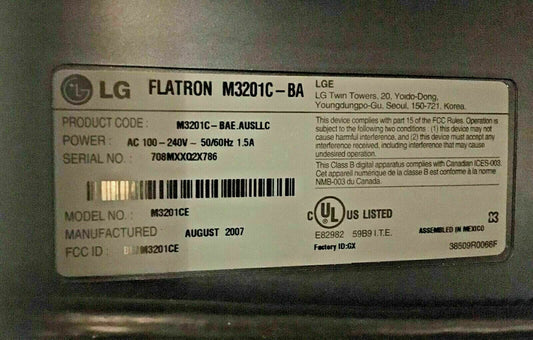 LG FLATRON M3201C-BA
LGE
LG Twin Towers, 20, Yoido-Dong,
Youngdungpo-Gu, Seoul, 150-721, Korea.
PRODUCT CODE : M3201C-BAE.AUSLLC
POWER : AC 100-240V ~ 50/60Hz 1.5A
SERIAL NO. : 708MXXQ2X786
This device complies with part 15 of the FCC Rules. Operation is
subject to the following two conditions : (1) this device may not
cause harmful interference, and (2) this device must accept any
interference received, including interference that may cause
undesired operation.
This Class B digital apparatus complies with Canadian ICES-003.
Cet appareil numérique de la classe B est conforme à la norme
NMB-003 du Canada.
MODEL NO. : M3201CE
MANUFACTURED : AUGUST 2007
FCC ID : M3201CE
C UL US LISTED
E82982 59B9 I.T.E.
Factory ID:GX
ASSEMBLED IN MEXICO
38509R0066F